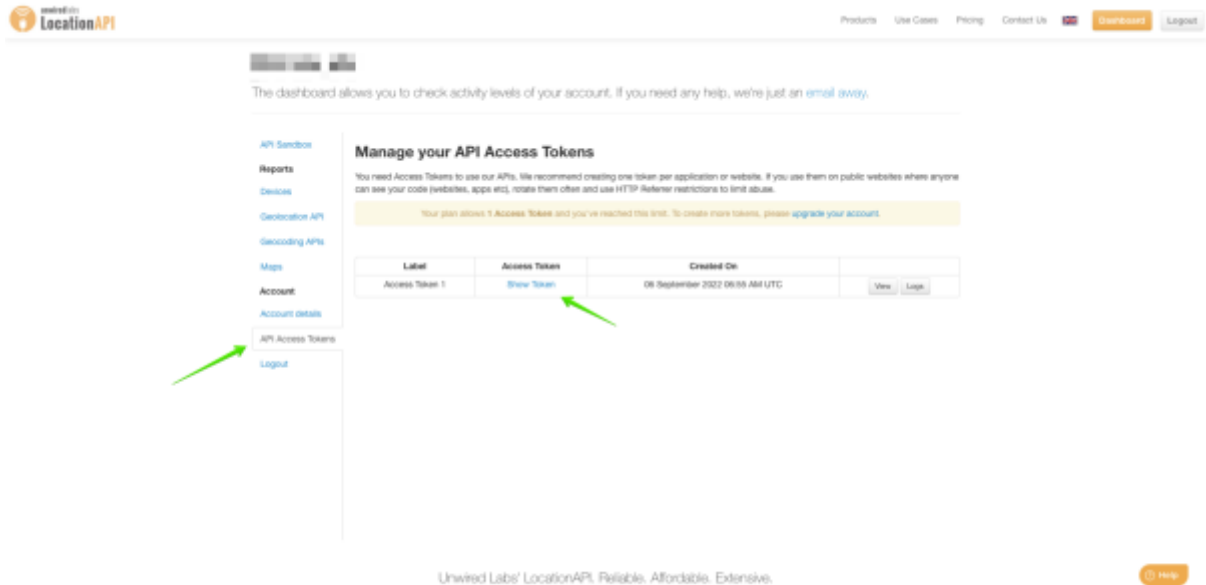 unwiredlabs
LocationAPI
Products Use Cases Pricing Contact Us Dashboard Logout
The dashboard allows you to check activity levels of your account. If you need any help, we're just an email away.
API Sandbox
Reports
Devices
Geolocation API
Geocoding APIs
Maps
Account
Account details
API Access Tokens
Logout
Manage your API Access Tokens
You need Access Tokens to use our APIs. We recommend creating one token per application or website. If you use them on public websites where anyone
can see your code (websites, apps etc), rotate them often and use HTTP Referrer restrictions to limit abuse.
Your plan allows 1 Access Token and you've reached this limit. To create more tokens, please upgrade your account.
Label Access Token Created On
Access Token 1 Show Token 06 September 2022 06:55 AM UTC View Logs
Unwired Labs' LocationAPI. Reliable. Affordable. Extensive.
Help